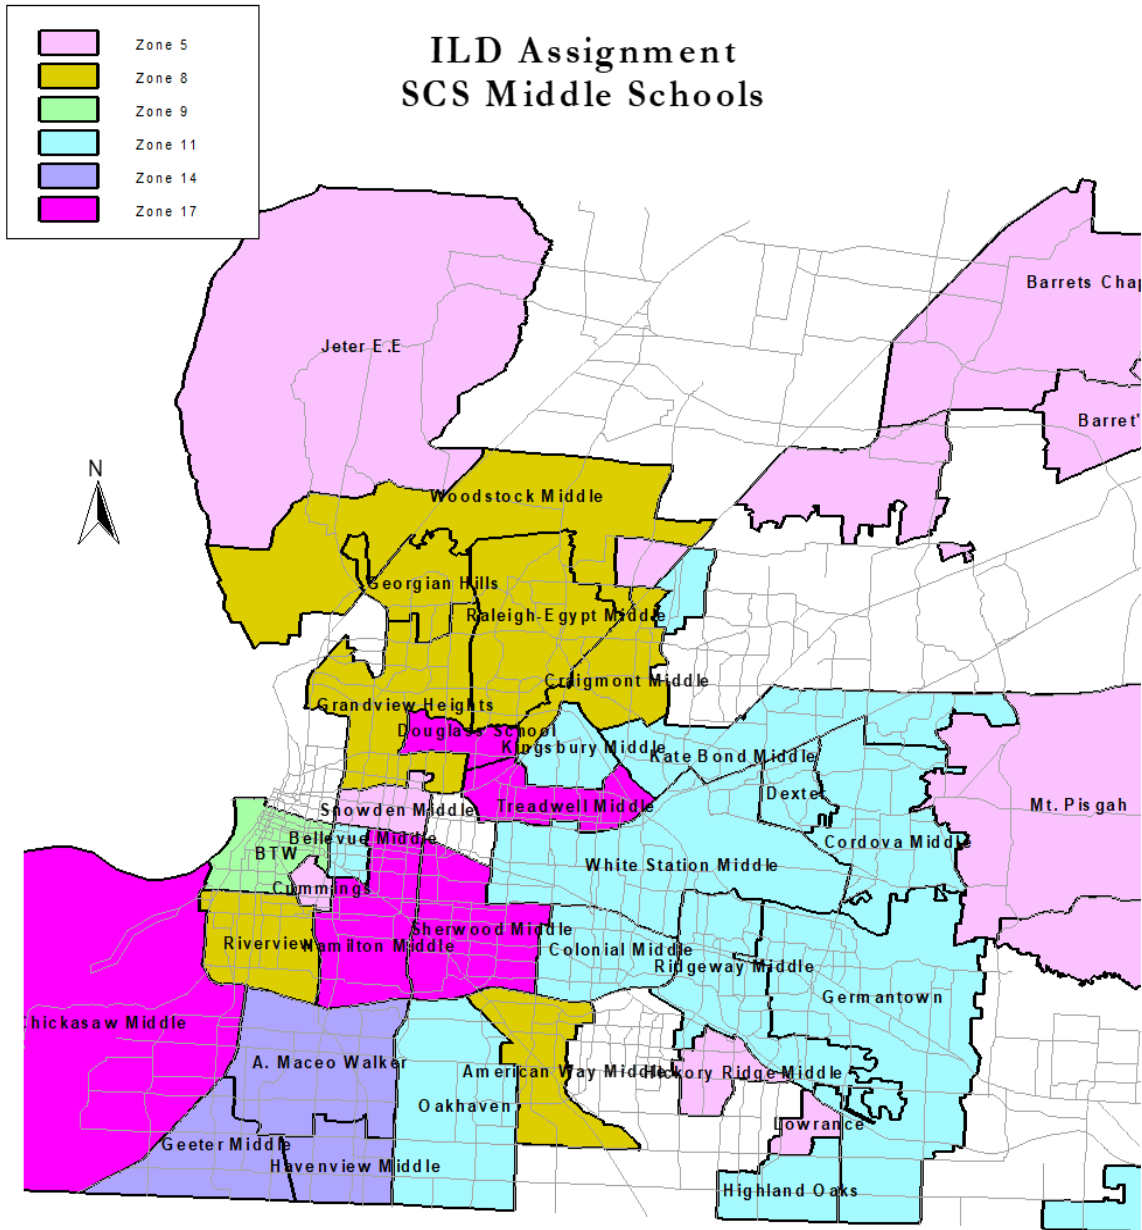 Zone 5
Zone 8
Zone 9
Zone 11
Zone 14
Zone 17
ILD Assignment
SCS Middle Schools
Barrets Chap
Jeter E.E
Barret'
N
Woodstock Middle
Georgian Hills
Raleigh-Egypt Middle
Craigmont Middle
Grandview Heights
Douglass School
Kingsbury Middle
Kate Bond Middle
Dexter
Treadwell Middle
Mt. Pisgah
Snowden Middle
Bellevue Middle
Cordova Middle
BTW
White Station Middle
Cummings
Sherwood Middle
Riverview
Hamilton Middle
Colonial Middle
Ridgeway Middle
Germantown
Chickasaw Middle
A. Maceo Walker
American Way Middle
Hickory Ridge Middle
Oakhaven
Lowrance
Geeter Middle
Havenview Middle
Highland Oaks